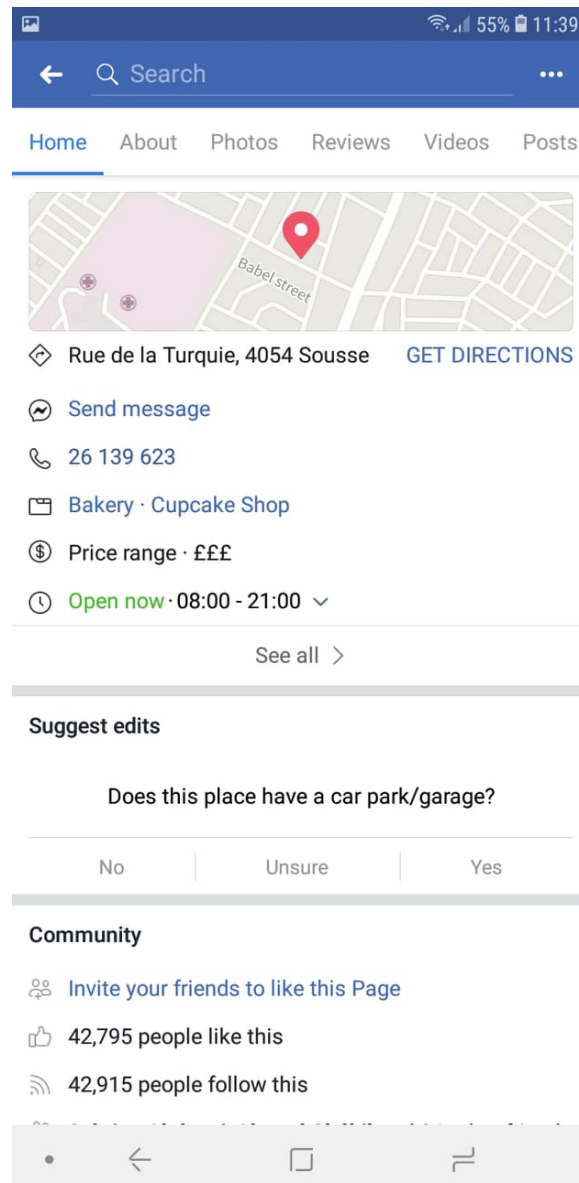 55% 11:39
Search
Home About Photos Reviews Videos Posts
Babel street
Rue de la Turquie, 4054 Sousse GET DIRECTIONS
Send message
26 139 623
Bakery · Cupcake Shop
Price range · £££
Open now · 08:00 - 21:00
See all
Suggest edits
Does this place have a car park/garage?
No Unsure Yes
Community
Invite your friends to like this Page
42,795 people like this
42,915 people follow this